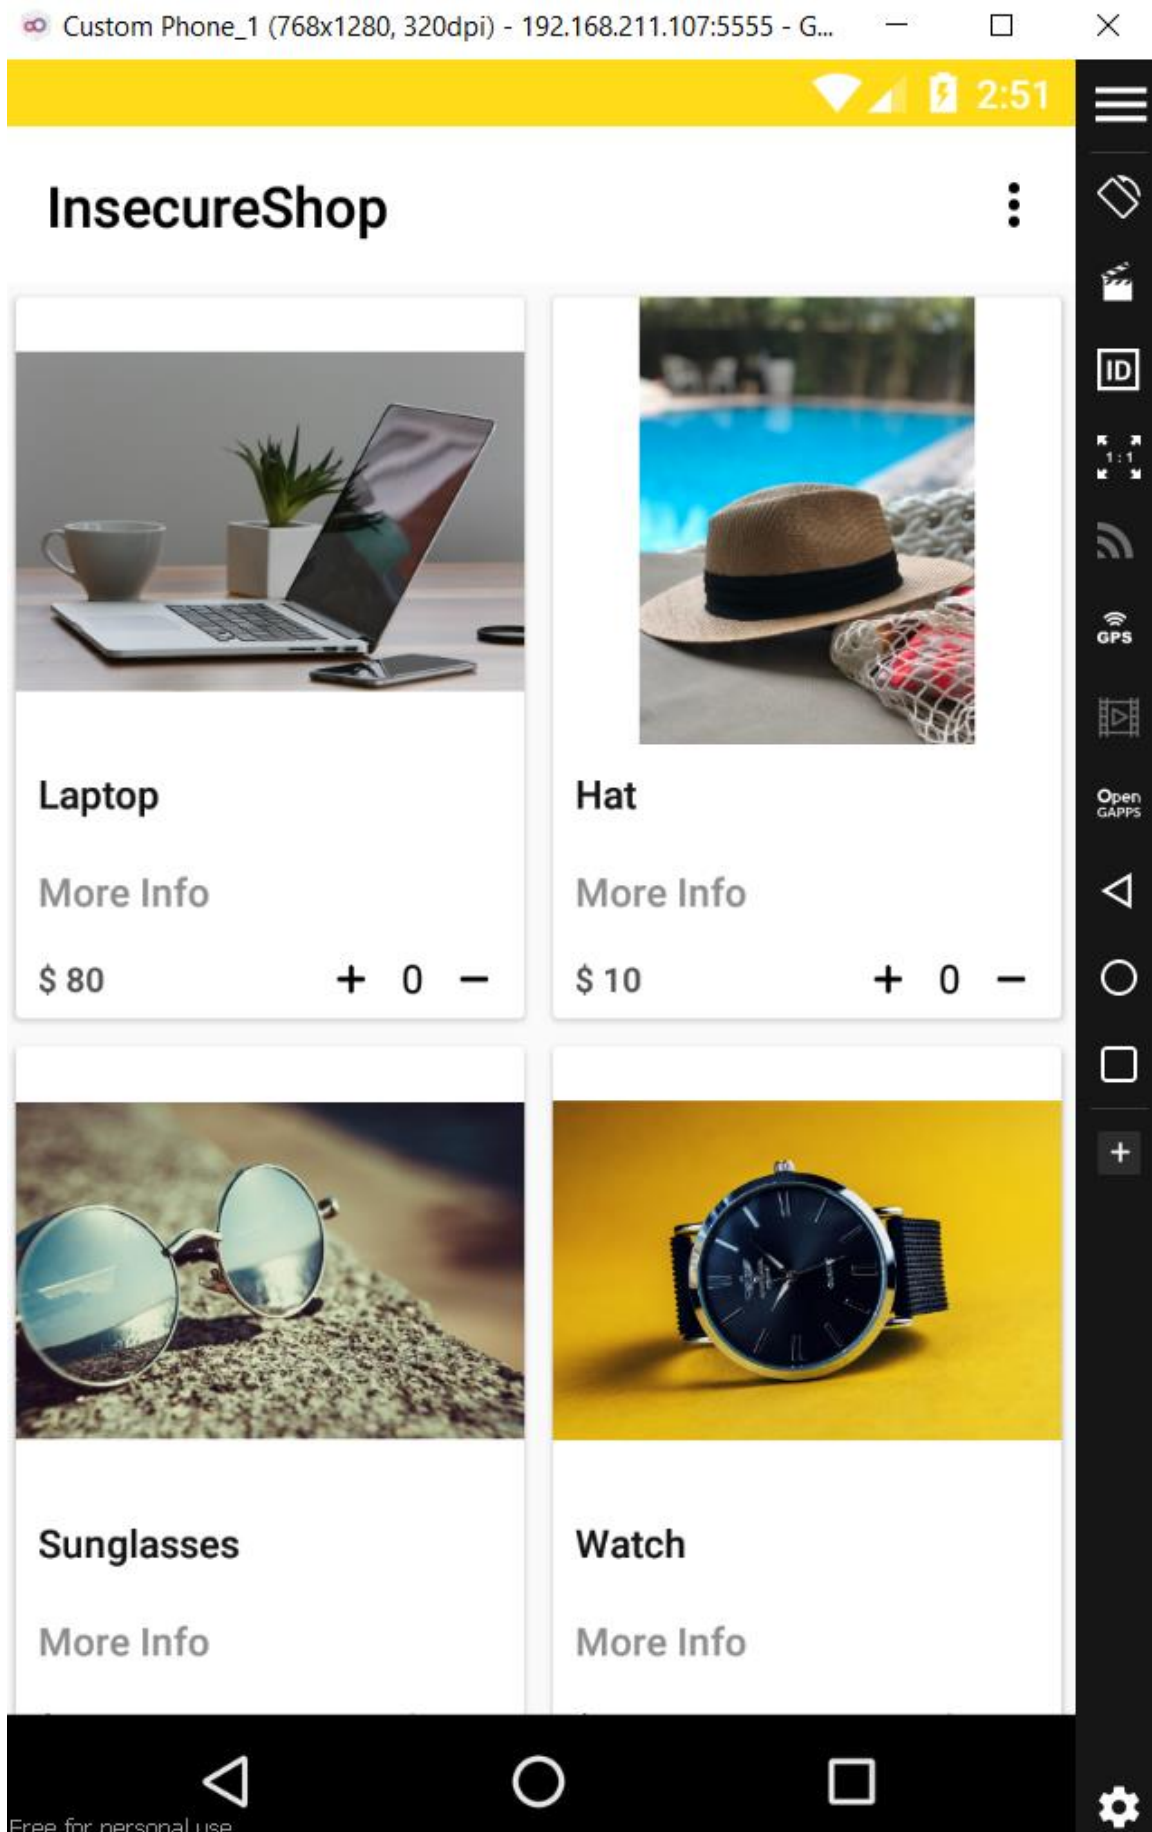 Custom Phone_1 (768x1280, 320dpi) - 192.168.211.107:5555 - G...
2:51
InsecureShop
ID
1:1
GPS
Open
GAPPS
Laptop
Hat
More Info
More Info
$ 80 + 0 −
$ 10 + 0 −
Sunglasses
Watch
More Info
More Info
Free for personal use